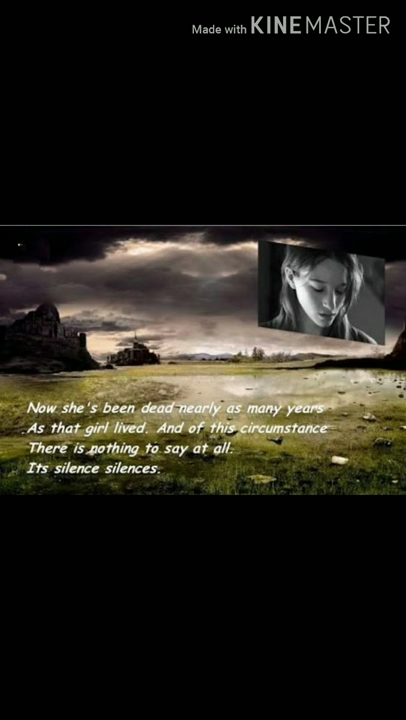 Made with KINEMASTER
Now she's been dead nearly as many years
As that girl lived. And of this circumstance
There is nothing to say at all.
Its silence silences.